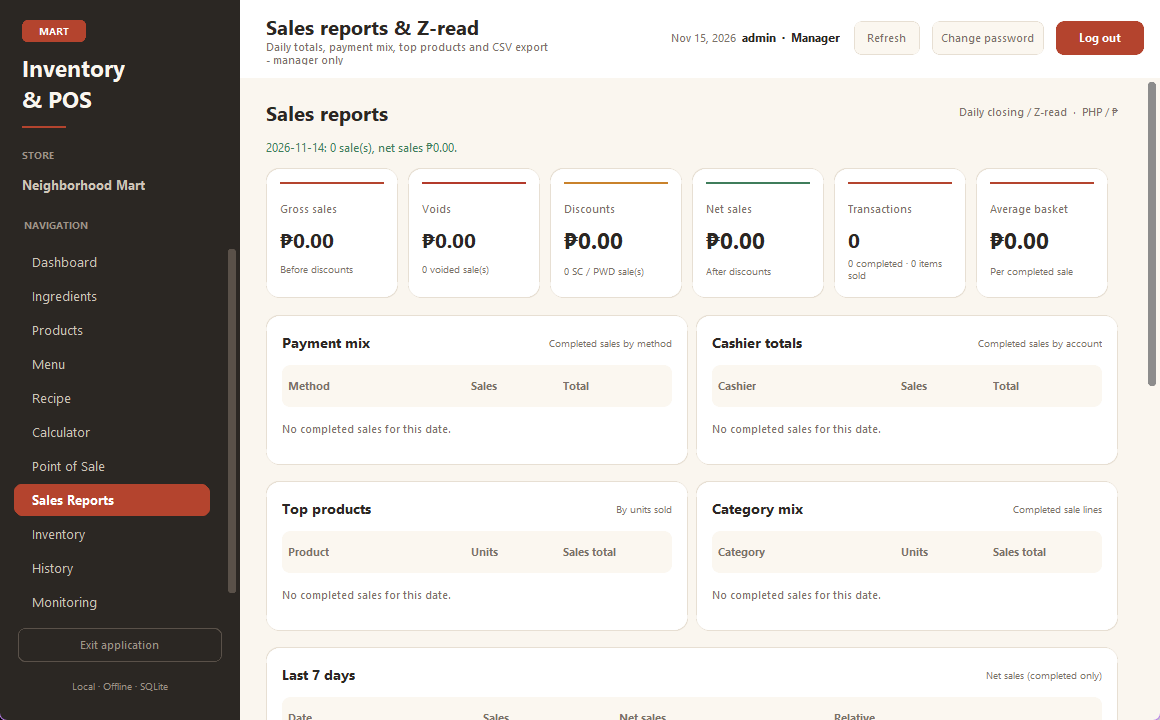 MART
Inventory
& POS
STORE
Neighborhood Mart
NAVIGATION
Dashboard
Ingredients
Products
Menu
Recipe
Calculator
Point of Sale
Sales Reports
Inventory
History
Monitoring
Exit application
Local · Offline · SQLite
Sales reports & Z-read
Daily totals, payment mix, top products and CSV export
- manager only
Nov 15, 2026 admin · Manager
Refresh
Change password
Log out
Sales reports
Daily closing / Z-read · PHP / ₱
2026-11-14: 0 sale(s), net sales ₱0.00.
Gross sales
₱0.00
Before discounts
Voids
₱0.00
0 voided sale(s)
Discounts
₱0.00
0 SC / PWD sale(s)
Net sales
₱0.00
After discounts
Transactions
0
0 completed · 0 items
sold
Average basket
₱0.00
Per completed sale
Payment mix
Completed sales by method
Method Sales Total
No completed sales for this date.
Cashier totals
Completed sales by account
Cashier Sales Total
No completed sales for this date.
Top products
By units sold
Product Units Sales total
No completed sales for this date.
Category mix
Completed sale lines
Category Units Sales total
No completed sales for this date.
Last 7 days
Net sales (completed only)
Date Sales Net sales Relative